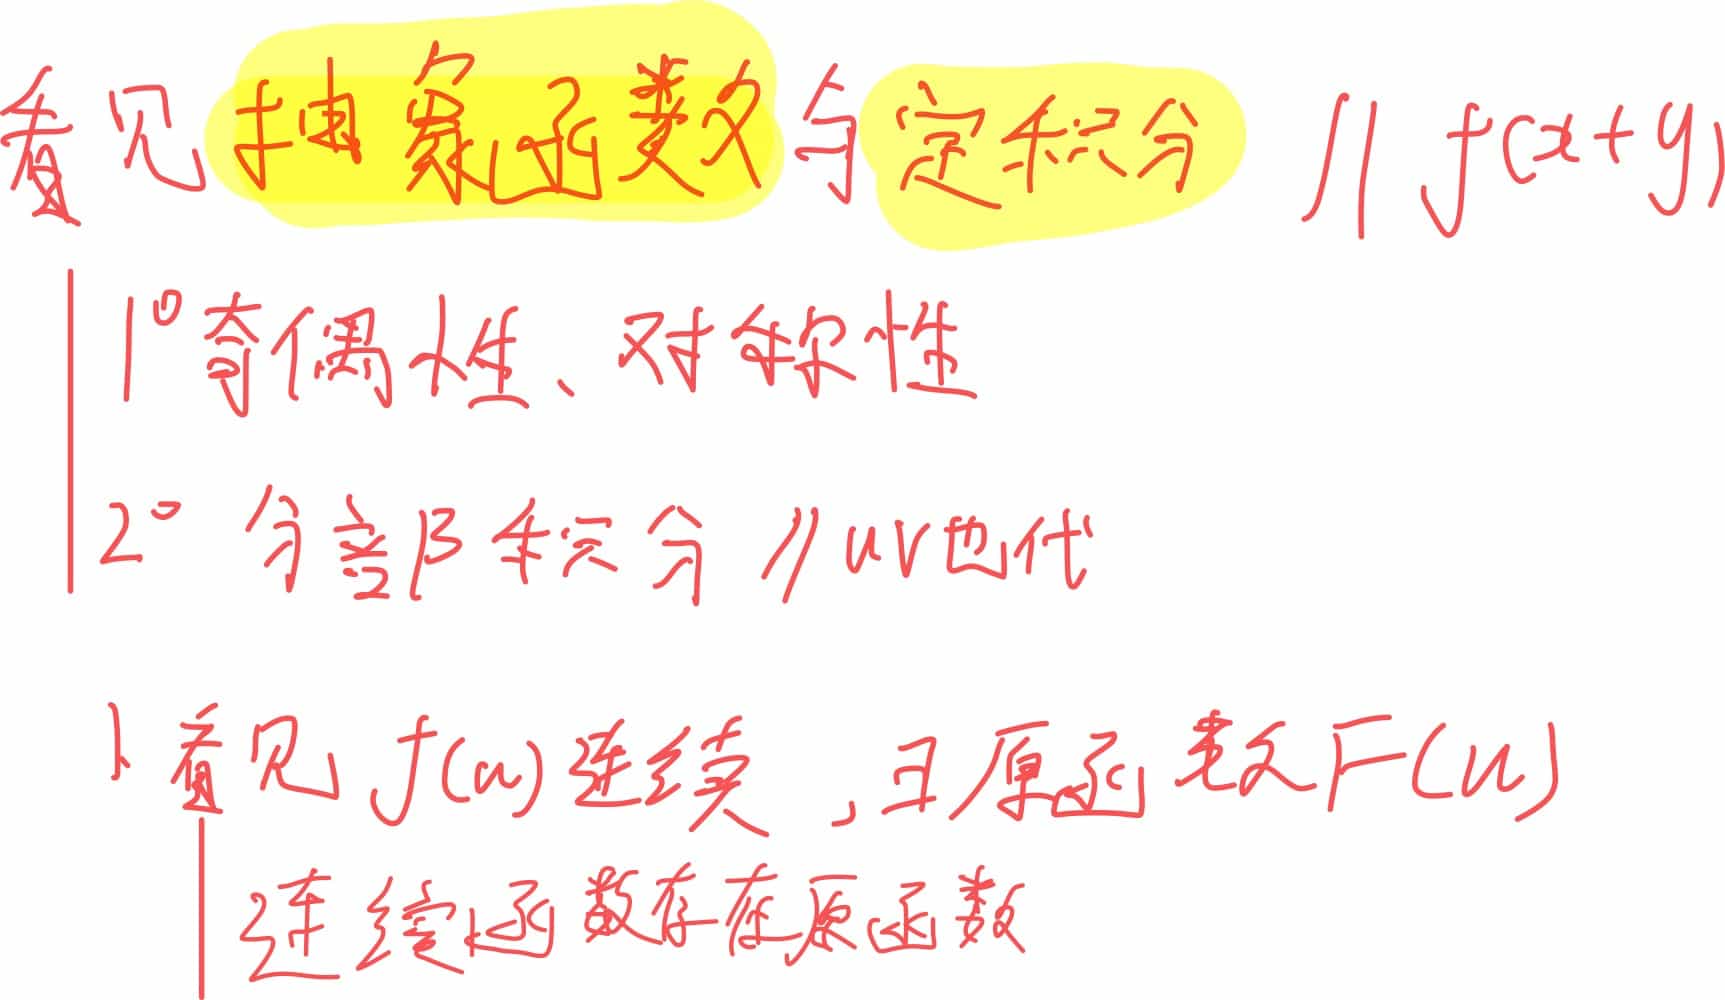 看见抽象函数与定积分 // f(x+y)
1° 奇偶性、对称性
2° 分部积分 // uv也代
1、看见 f(u) 连续，∃原函数 F(u)
连续函数存在原函数